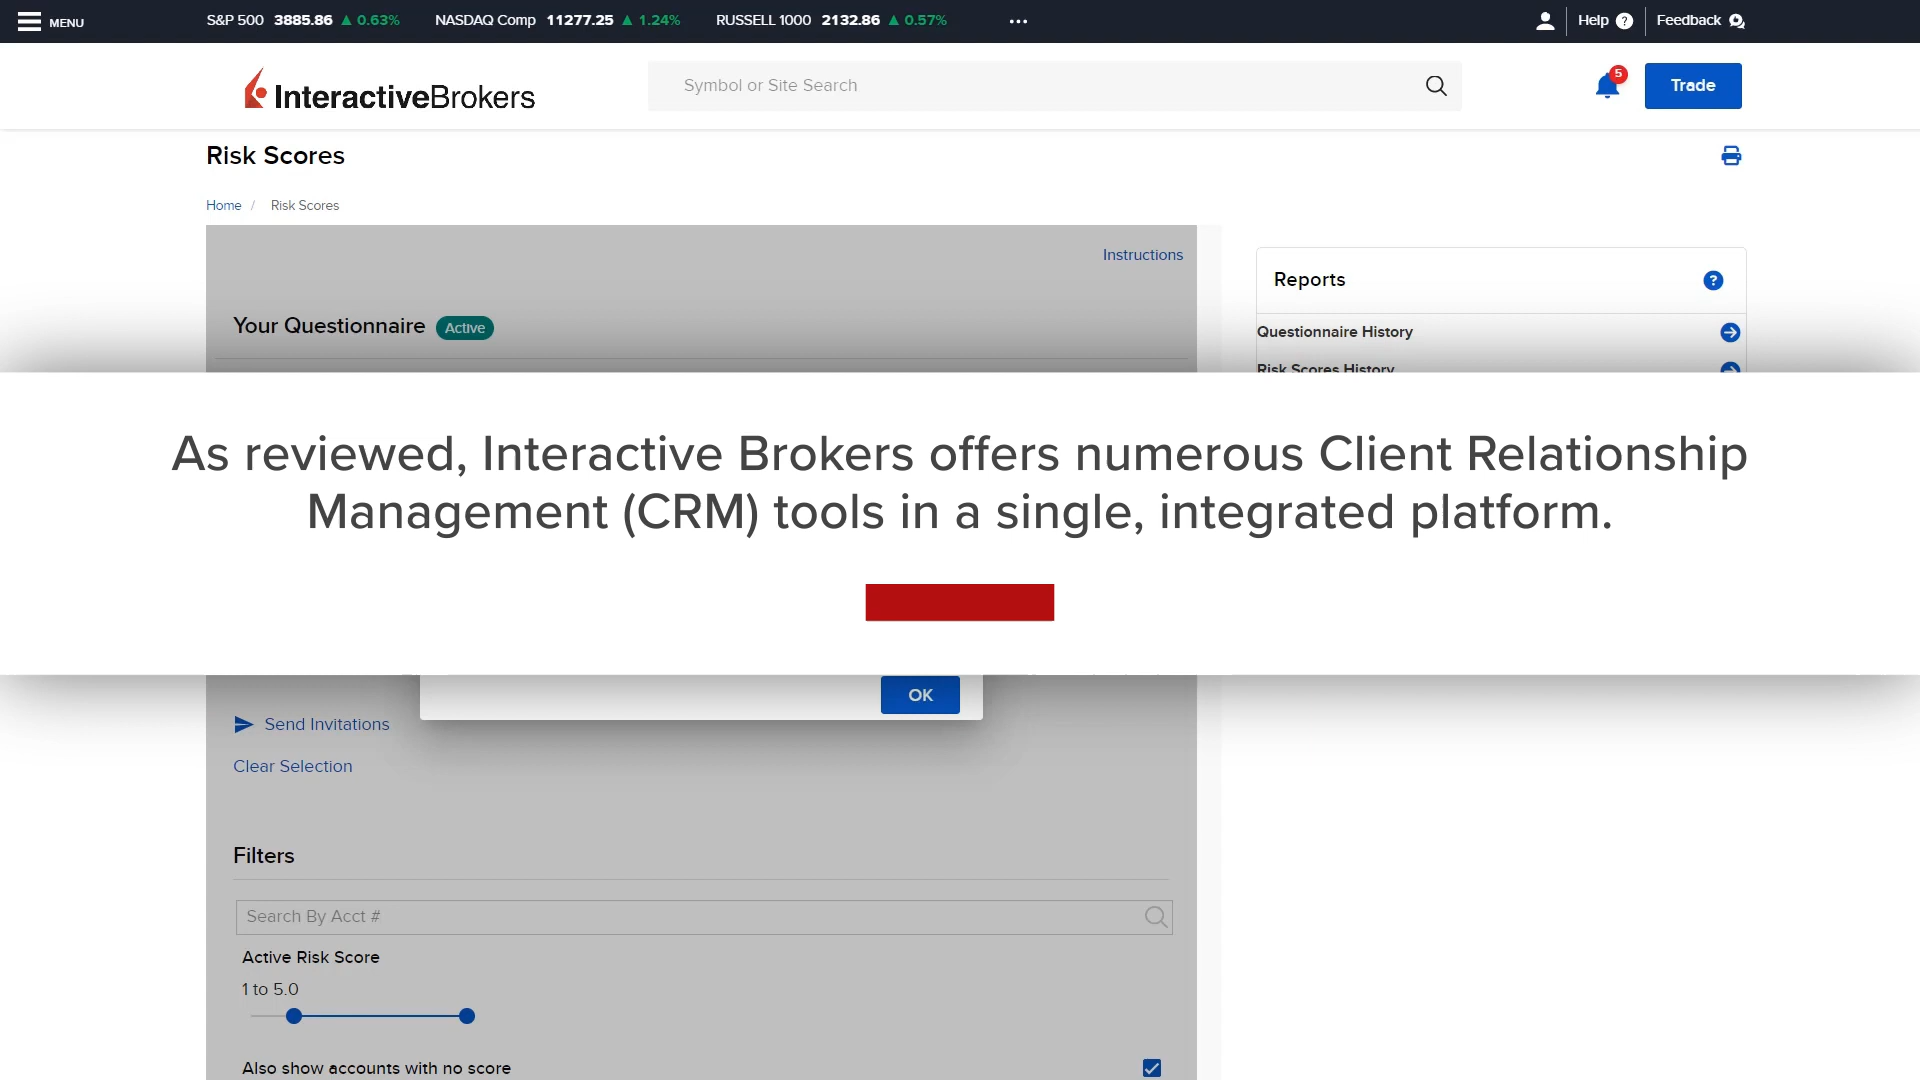 MENU
S&P 500 3885.86 ▲ 0.63% NASDAQ Comp 11277.25 ▲ 1.24% RUSSELL 1000 2132.86 ▲ 0.57% ...
Help ? Feedback
InteractiveBrokers
Symbol or Site Search
5
Trade
Risk Scores
Home / Risk Scores
Instructions
Reports ?
Your Questionnaire Active
Questionnaire History
Risk Scores History
As reviewed, Interactive Brokers offers numerous Client Relationship
Management (CRM) tools in a single, integrated platform.
OK
Send Invitations
Clear Selection
Filters
Search By Acct #
Active Risk Score
1 to 5.0
Also show accounts with no score